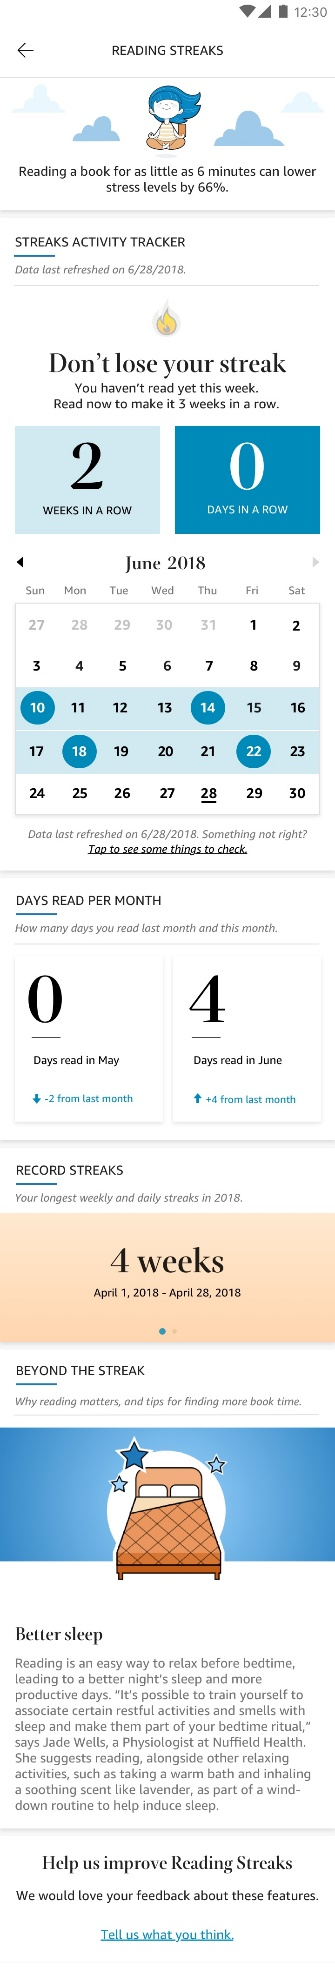 12:30
READING STREAKS
Reading a book for as little as 6 minutes can lower
stress levels by 66%.
STREAKS ACTIVITY TRACKER
Data last refreshed on 6/28/2018.
Don't lose your streak
You haven't read yet this week.
Read now to make it 3 weeks in a row.
2
WEEKS IN A ROW
0
DAYS IN A ROW
June 2018
Sun Mon Tue Wed Thu Fri Sat
27 28 29 30 31 1 2
3 4 5 6 7 8 9
10 11 12 13 14 15 16
17 18 19 20 21 22 23
24 25 26 27 28 29 30
Data last refreshed on 6/28/2018. Something not right?
Tap to see some things to check.
DAYS READ PER MONTH
How many days you read last month and this month.
0
Days read in May
-2 from last month
4
Days read in June
+4 from last month
RECORD STREAKS
Your longest weekly and daily streaks in 2018.
4 weeks
April 1, 2018 - April 28, 2018
BEYOND THE STREAK
Why reading matters, and tips for finding more book time.
Better sleep
Reading is an easy way to relax before bedtime,
leading to a better night's sleep and more
productive days. “It's possible to train yourself to
associate certain restful activities and smells with
sleep and make them part of your bedtime ritual,”
says Jade Wells, a Physiologist at Nuffield Health.
She suggests reading, alongside other relaxing
activities, such as taking a warm bath and inhaling
a soothing scent like lavender, as part of a wind-
down routine to help induce sleep.
Help us improve Reading Streaks
We would love your feedback about these features.
Tell us what you think.